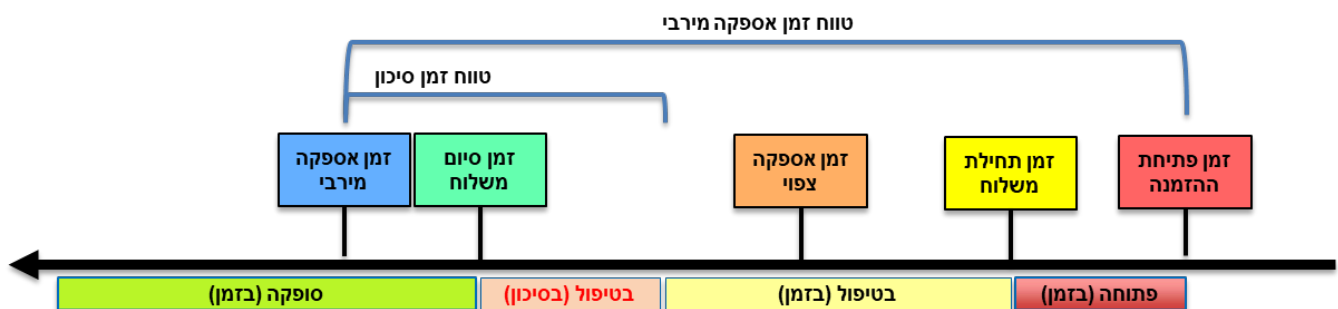 טווח זמן אספקה מירבי
טווח זמן סיכון
זמן פתיחת
ההזמנה
זמן תחילת
משלוח
זמן אספקה
צפוי
זמן סיום
משלוח
זמן אספקה
מירבי
פתוחה (בזמן)
בטיפול (בזמן)
בטיפול (בסיכון)
סופקה (בזמן)